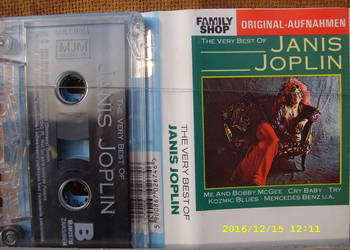 FAMILY
SHOP
ORIGINAL-AUFNAHMEN
THE VERY BEST OF
JANIS
JOPLIN
ME AND BOBBY MCGEE · CRY BABY · TRY
KOZMIC BLUES · MERCEDES BENZ U.A.
THE VERY BEST OF
JANIS JOPLIN
MJM
THE VERY BEST OF
JANIS JOPLIN
B
2016/12/15 12:11